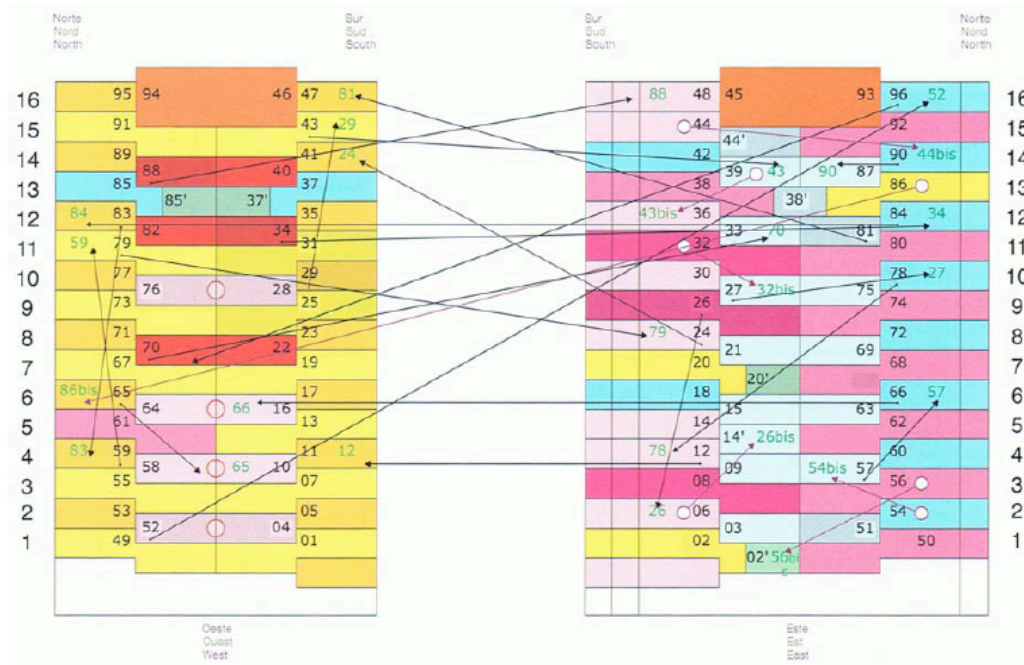 Norte
Nord
North
Sur
Sud
South
Sur
Sud
South
Norte
Nord
North
16 95 94 46 47 81 88 48 45 93 96 52 16
15 91 43 29 44 44' 92 15
14 89 88 40 41 24 42 39 43 90 87 90 44bis 14
13 85 85' 37' 37 38 38' 86 13
12 84 83 82 34 35 43bis 36 33 70 81 84 34 12
11 59 79 31 32 80 11
10 77 76 28 29 30 27 32bis 75 78 27 10
9 73 25 26 74 9
8 71 70 22 23 79 24 21 69 72 8
7 67 19 20 20' 68 7
6 86bis 65 64 66 16 17 18 15 63 66 57 6
5 61 13 14 14' 26bis 62 5
4 83 59 58 65 10 11 12 78 12 09 54bis 57 60 4
3 55 07 08 56 3
2 53 52 04 05 26 06 03 51 54 2
1 49 01 02 02' 56bis 50 1
Oeste
Ouest
West
Este
Est
East